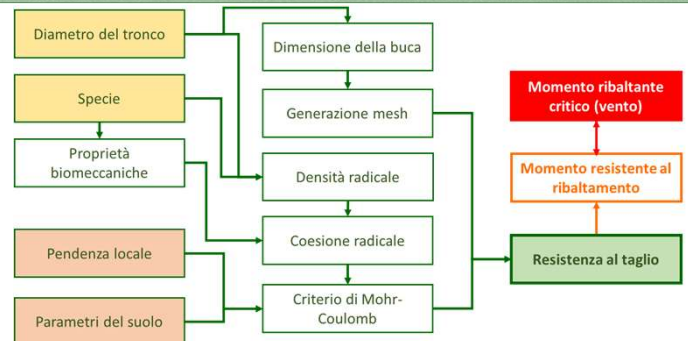 Diametro del tronco
Specie
Proprietà
biomeccaniche
Pendenza locale
Parametri del suolo
Dimensione della buca
Generazione mesh
Densità radicale
Coesione radicale
Criterio di Mohr-
Coulomb
Momento ribaltante
critico (vento)
Momento resistente al
ribaltamento
Resistenza al taglio